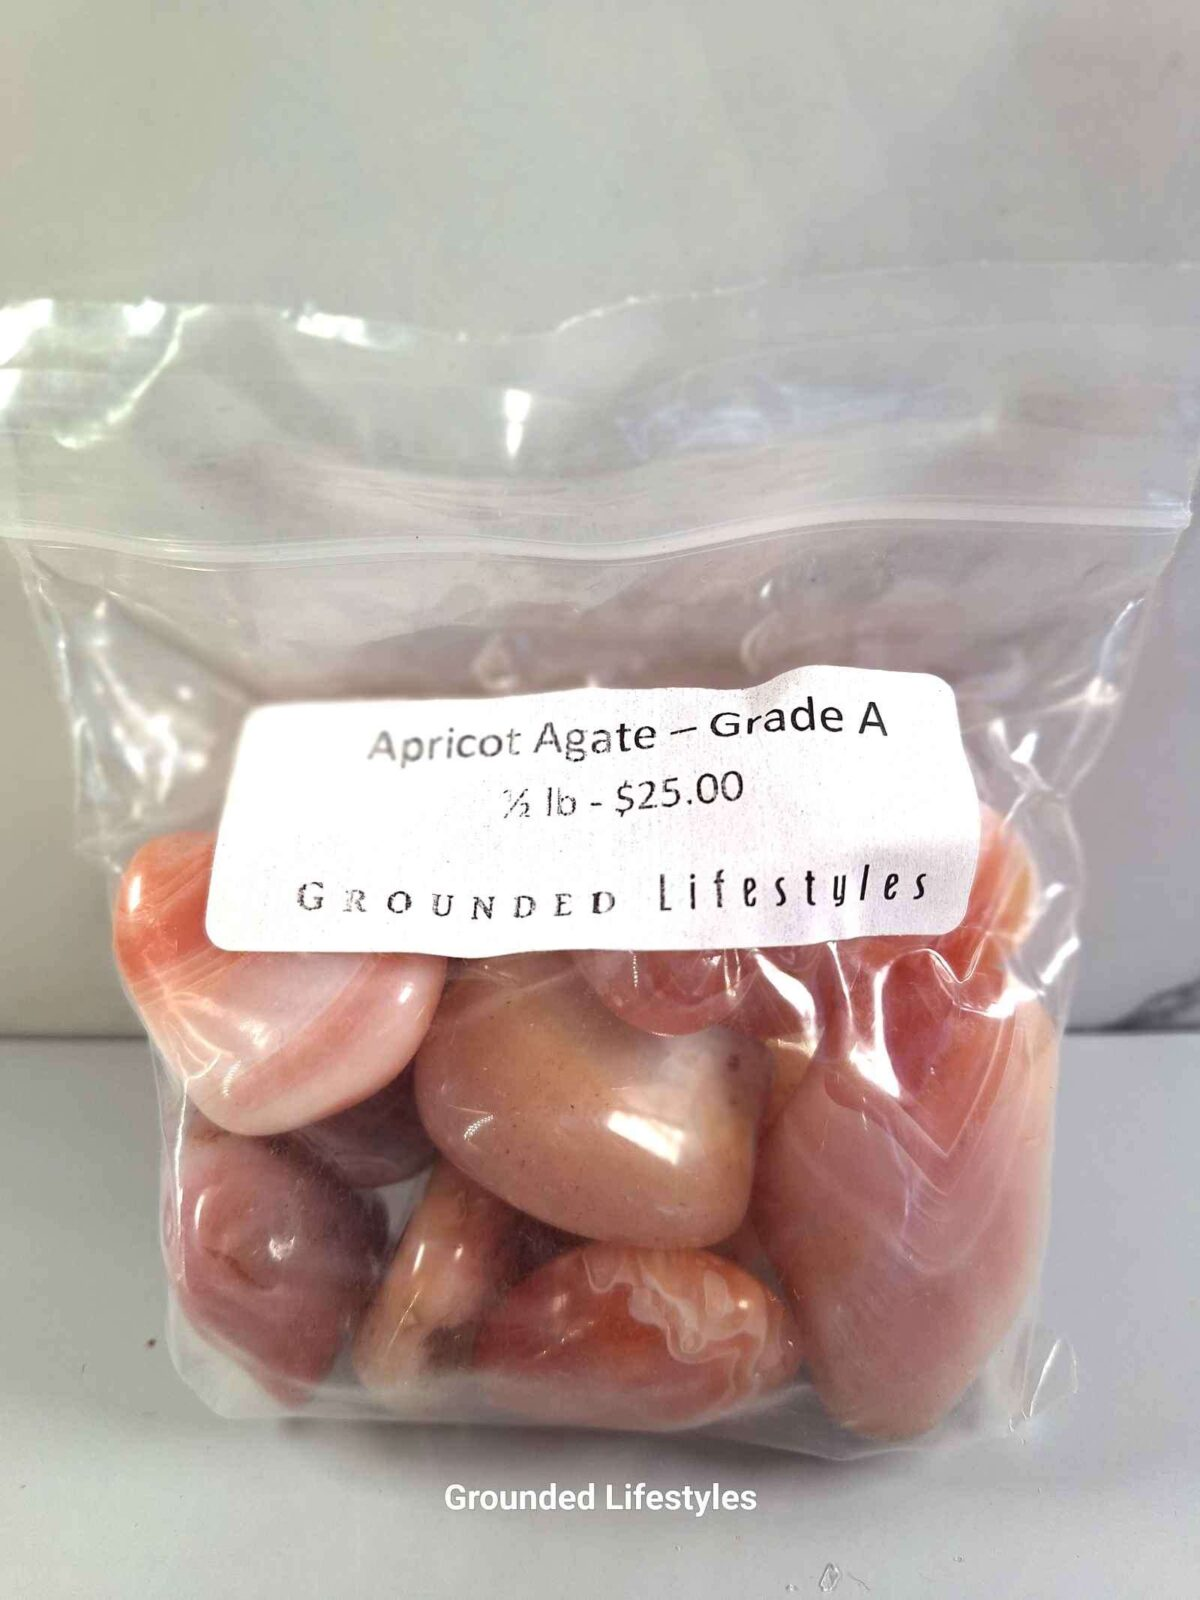 Apricot Agate – Grade A
½ lb - $25.00
GROUNDED Lifestyles
Grounded Lifestyles